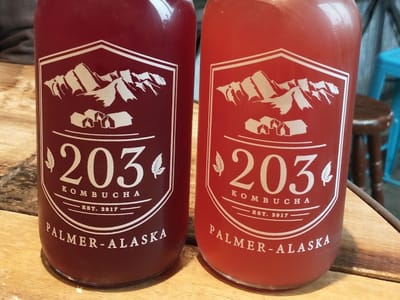 203
KOMBUCHA
EST. 2017
PALMER-ALASKA
203
KOMBUCHA
EST. 2017
PALMER-ALASKA